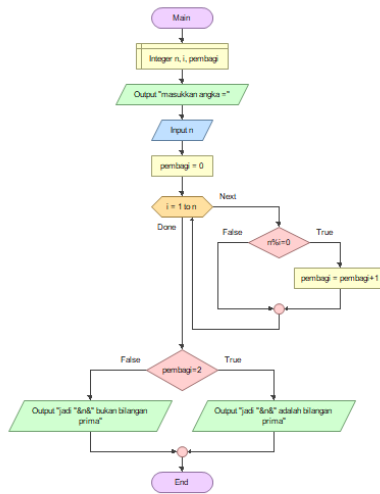 Main
Integer n, i, pembagi
Output "masukkan angka ="
Input n
pembagi = 0
i = 1 to n
Next
Done
False
n%i=0
True
pembagi = pembagi+1
False
pembagi=2
True
Output "jadi "&n&" bukan bilangan
prima"
Output "jadi "&n&" adalah bilangan
prima"
End